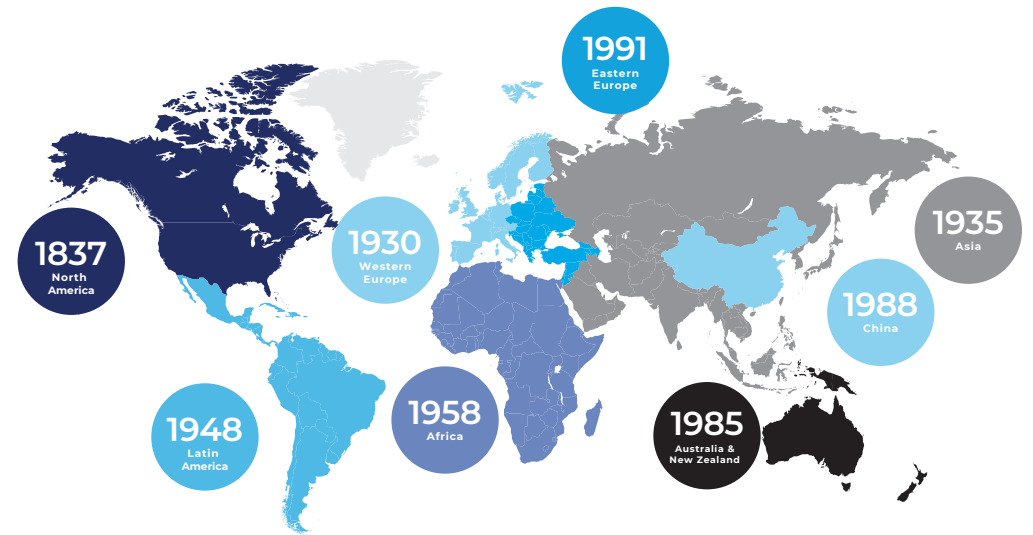 1991
Eastern
Europe
1837
North
America
1930
Western
Europe
1935
Asia
1988
China
1948
Latin
America
1958
Africa
1985
Australia &
New Zealand